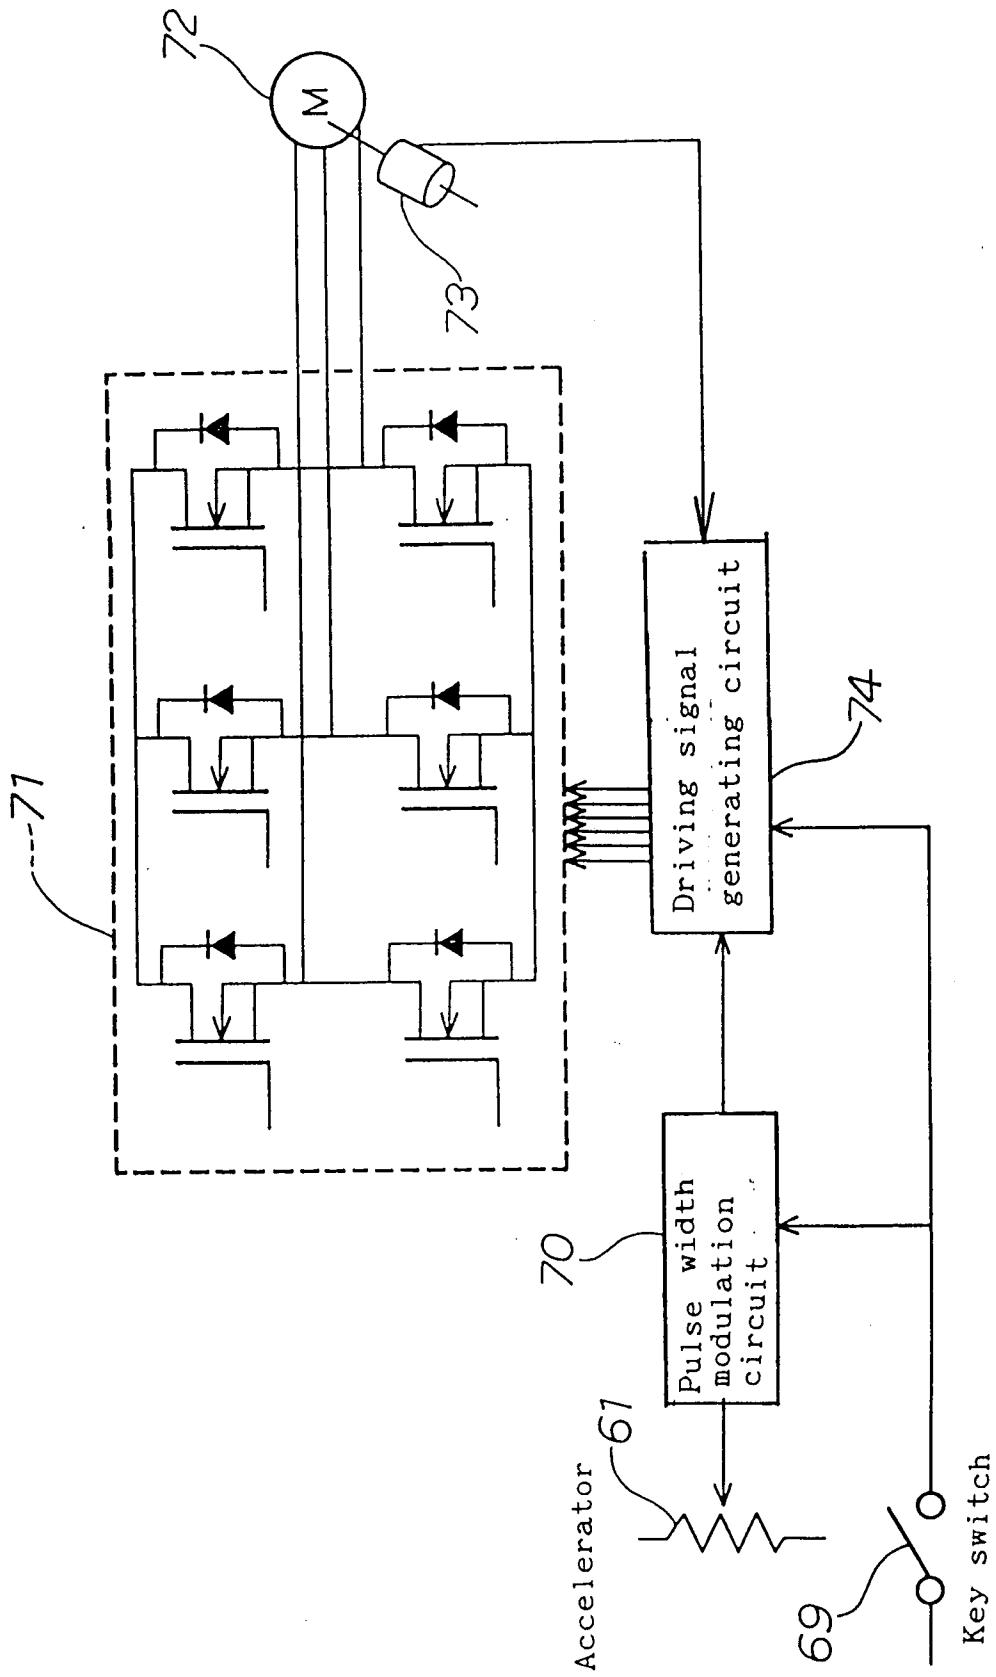 71
72
M
73
Accelerator
61
70
Pulse width
modulation
circuit
Driving signal
generating circuit
74
69
Key switch